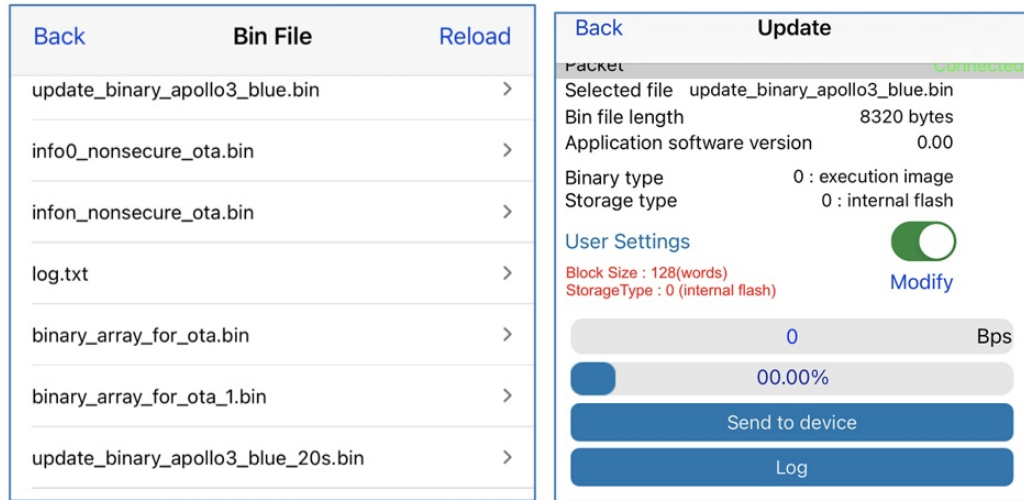 Back Bin File Reload
update_binary_apollo3_blue.bin
info0_nonsecure_ota.bin
infon_nonsecure_ota.bin
log.txt
binary_array_for_ota.bin
binary_array_for_ota_1.bin
update_binary_apollo3_blue_20s.bin
Back Update
Packet Connected
Selected file update_binary_apollo3_blue.bin
Bin file length 8320 bytes
Application software version 0.00
Binary type 0 : execution image
Storage type 0 : internal flash
User Settings
Block Size : 128(words)
StorageType : 0 (internal flash)
Modify
0 Bps
00.00%
Send to device
Log